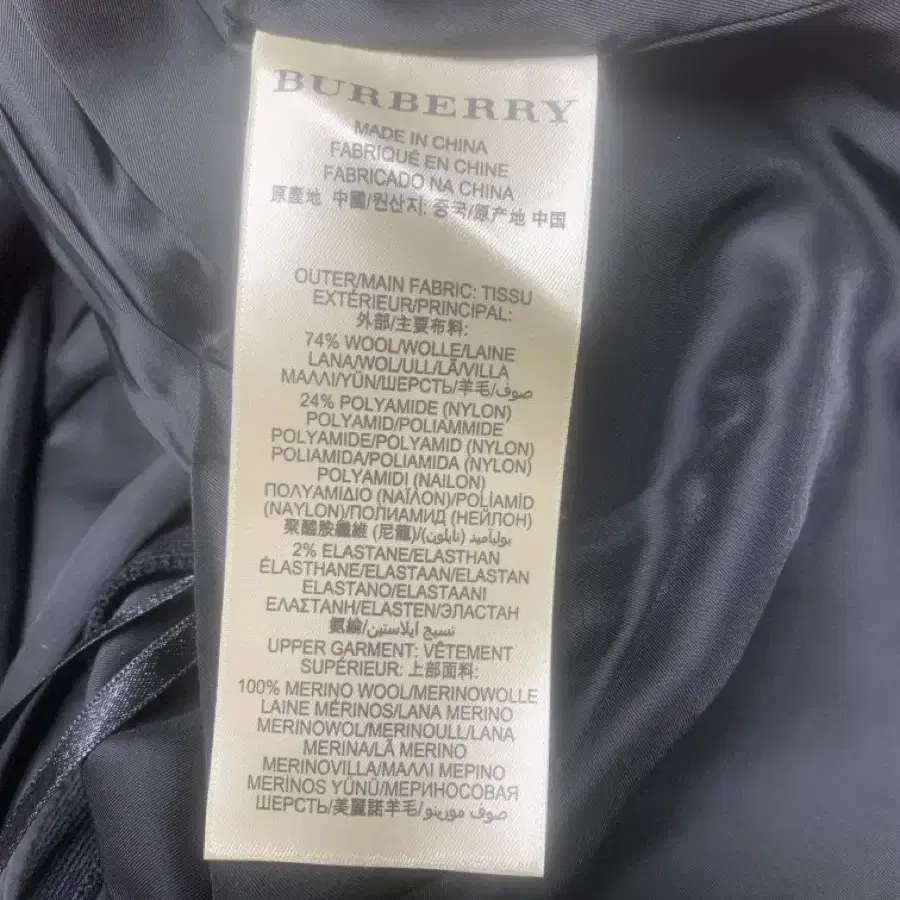 BURBERRY
MADE IN CHINA
FABRIQUÉ EN CHINE
FABRICADO NA CHINA
原產地 中國/원산지: 중국/原产地 中国
OUTER/MAIN FABRIC: TISSU
EXTÉRIEUR/PRINCIPAL:
外部/主要布料:
74% WOOL/WOLLE/LAINE
LANA/WOL/ULL/LÃ/VILLA
ΜΑΛΛΙ/YÜN/ШЕРСТЬ/羊毛/صوف
24% POLYAMIDE (NYLON)
POLYAMID/POLIAMMIDE
POLYAMIDE/POLYAMID (NYLON)
POLIAMIDA/POLIAMIDA (NYLON)
POLYAMIDI (NAILON)
ΠΟΛΥΑΜΙΔΙΟ (ΝΑΪΛΟΝ)/POLİAMİD
(NAYLON)/ПОЛИАМИД (НЕЙЛОН)
聚醯胺纖維 (尼龍)/(نايلون) بولياميد
2% ELASTANE/ELASTHAN
ÉLASTHANE/ELASTAAN/ELASTAN
ELASTANO/ELASTAANI
ΕΛΑΣΤΑΝΗ/ELASTEN/ЭЛАСТАН
氨綸/نسيج ايلاستين
UPPER GARMENT: VÊTEMENT
SUPÉRIEUR: 上部面料:
100% MERINO WOOL/MERINOWOLLE
LAINE MÉRINOS/LANA MERINO
MERINOWOL/MERINOULL/LANA
MERINA/LÃ MERINO
MERINOVILLA/ΜΑΛΛΙ ΜΕΡΙΝΟ
MERİNOS YÜNÜ/МЕРИНОСОВАЯ
ШЕРСТЬ/美麗諾羊毛/صوف مورينو